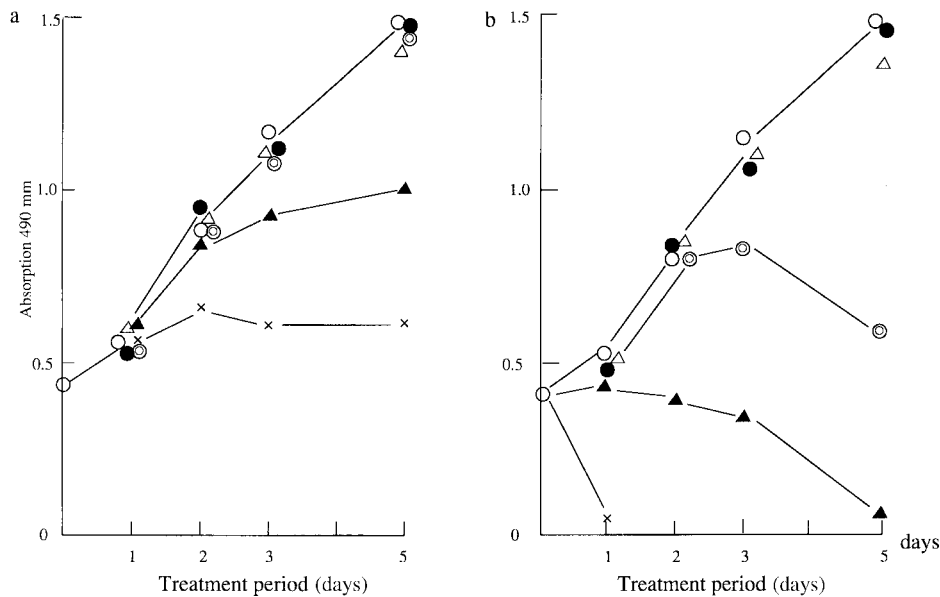 a
1.5
1.0
0.5
0
Absorption 490 mm
1 2 3 5
Treatment period (days)
b
1.5
1.0
0.5
0
1 2 3 5 days
Treatment period (days)